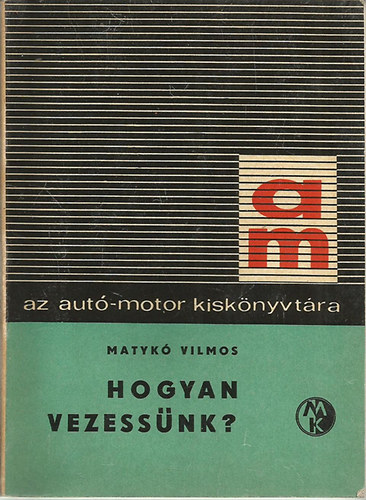 am
az autó-motor kiskönyvtára
MATYKÓ VILMOS
HOGYAN
VEZESSÜNK?
MK